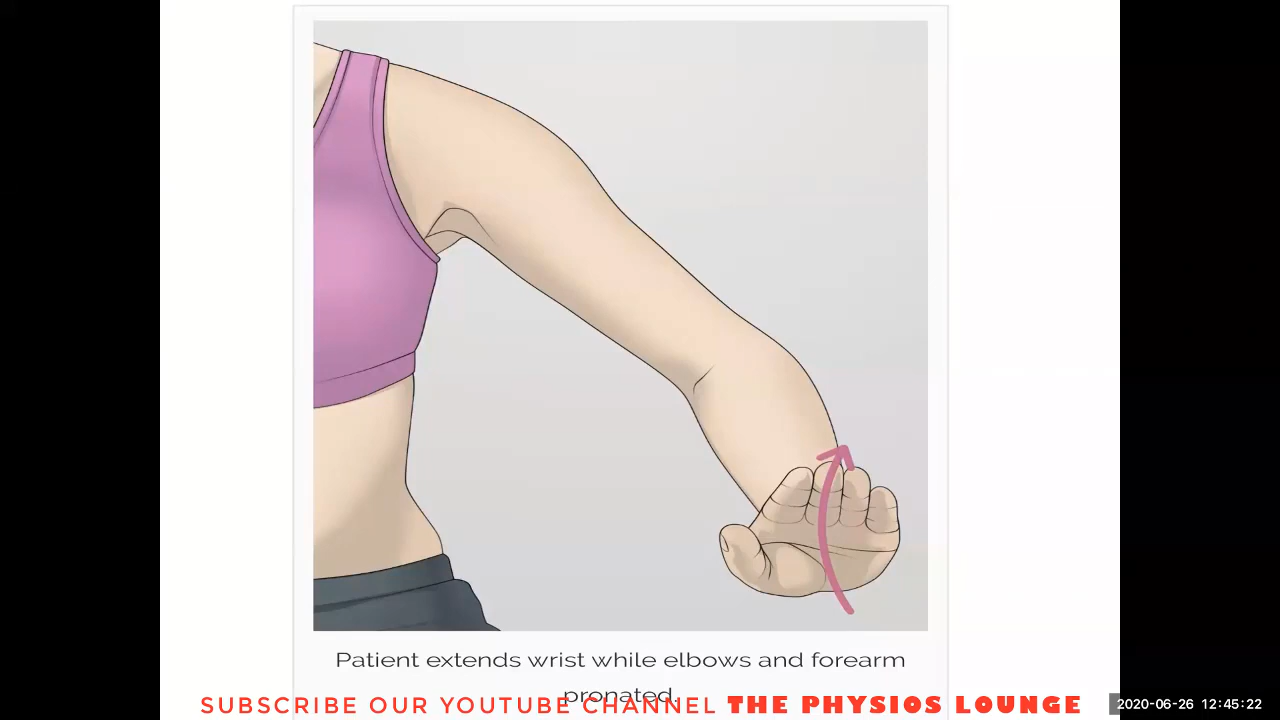 Patient extends wrist while elbows and forearm
pronated.
SUBSCRIBE OUR YOUTUBE CHANNEL THE PHYSIOS LOUNGE
2020-06-26 12:45:22